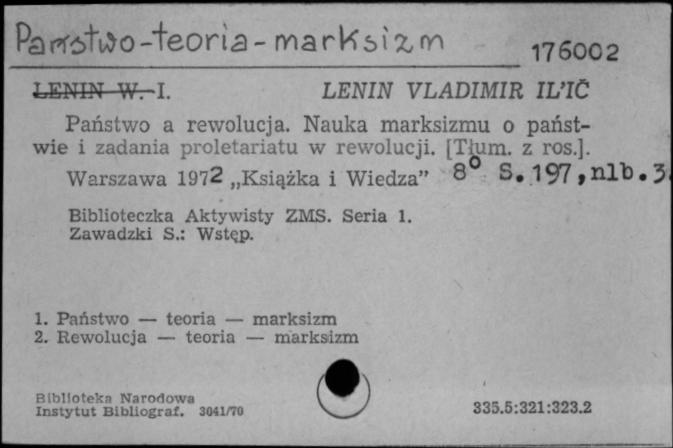 Państwo-teoria-marksizm
176002
LENIN W. I. LENIN VLADIMIR IL’IČ
Państwo a rewolucja. Nauka marksizmu o państ-
wie i zadania proletariatu w rewolucji. [Tłum. z ros.].
Warszawa 1972 „Książka i Wiedza” 8° S. 197, nlb. 3.
Biblioteczka Aktywisty ZMS. Seria 1.
Zawadzki S.: Wstęp.
1. Państwo — teoria — marksizm
2. Rewolucja — teoria — marksizm
Biblioteka Narodowa
Instytut Bibliograf. 3041/70 335.5:321:323.2